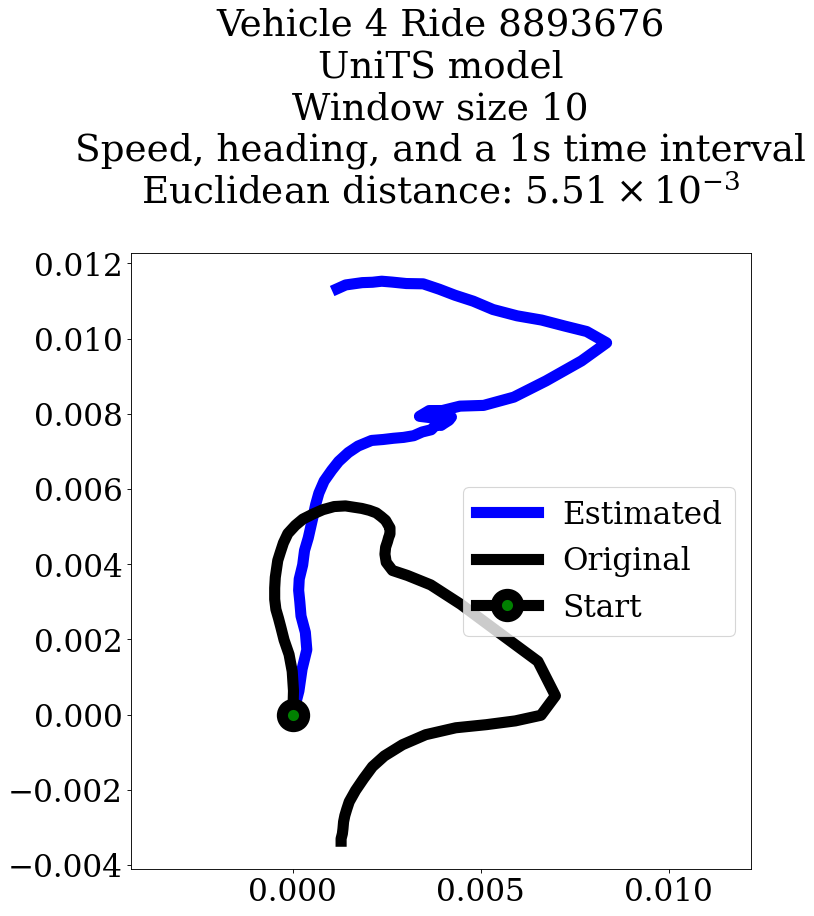 Vehicle 4 Ride 8893676
UniTS model
Window size 10
Speed, heading, and a 1s time interval
Euclidean distance: 5.51 × 10⁻³
0.012
0.010
0.008
0.006
0.004
0.002
0.000
−0.002
−0.004
Estimated
Original
Start
0.000 0.005 0.010